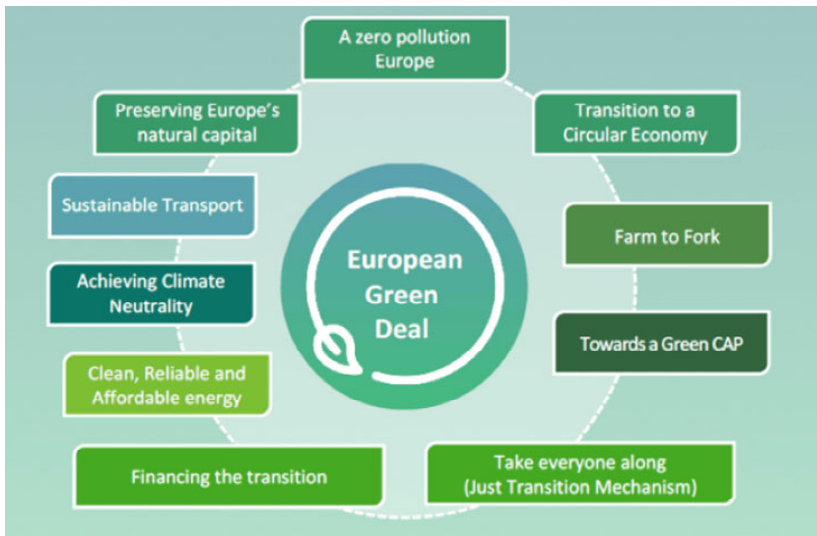 A zero pollution
Europe
Preserving Europe's
natural capital
Transition to a
Circular Economy
Sustainable Transport
Farm to Fork
European
Green
Deal
Achieving Climate
Neutrality
Towards a Green CAP
Clean, Reliable and
Affordable energy
Financing the transition
Take everyone along
(Just Transition Mechanism)